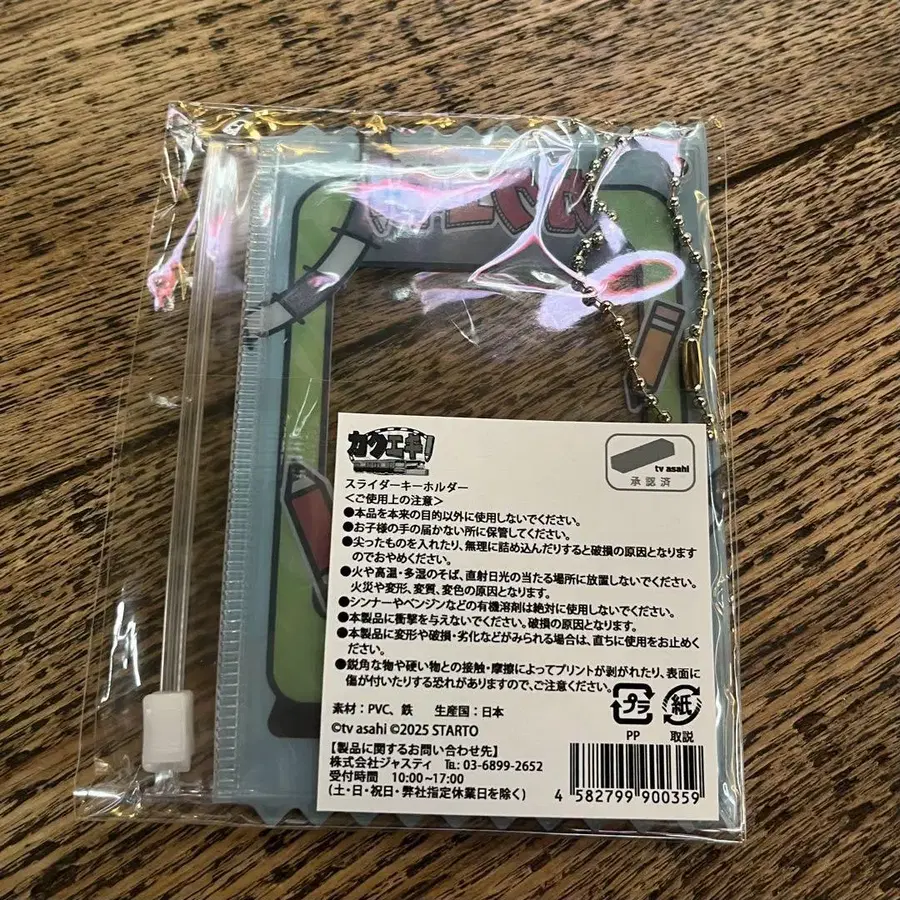 カクエキ!
tv asahi
承認済
スライダーキーホルダー
＜ご使用上の注意＞
●本品を本来の目的以外に使用しないでください。
●お子様の手の届かない所に保管してください。
●尖ったものを入れたり、無理に詰め込んだりすると破損の原因となります
のでおやめください。
●火や高温・多湿のそば、直射日光の当たる場所に放置しないでください。
火災や変形、変質、変色の原因となります。
●シンナーやベンジンなどの有機溶剤は絶対に使用しないでください。
●本製品に衝撃を与えないでください。破損の原因となります。
●本製品に変形や破損・劣化などがみられる場合は、直ちに使用をお止めく
ださい。
●鋭角な物や硬い物との接触・摩擦によってプリントが剥がれたり、表面に
傷が付いたりする恐れがありますので、ご注意ください。
プラ
PP
紙
取説
素材：PVC、鉄　生産国：日本
©tv asahi ©2025 STARTO
【製品に関するお問い合わせ先】
株式会社ジャスティ　TEL: 03-6899-2652
受付時間　10:00~17:00
(土・日・祝日・弊社指定休業日を除く)
4 582799 900359